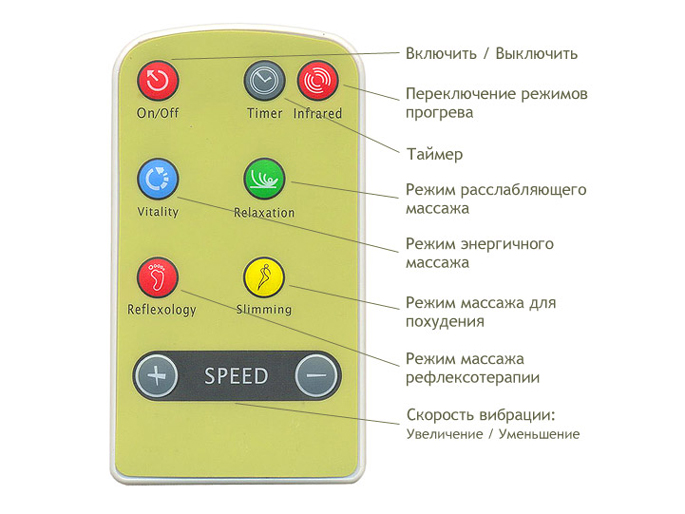 On/Off
Timer
Infrared
Vitality
Relaxation
Reflexology
Slimming
SPEED
Включить / Выключить
Переключение режимов
прогрева
Таймер
Режим расслабляющего
массажа
Режим энергичного
массажа
Режим массажа для
похудения
Режим массажа
рефлексотерапии
Скорость вибрации:
Увеличение / Уменьшение